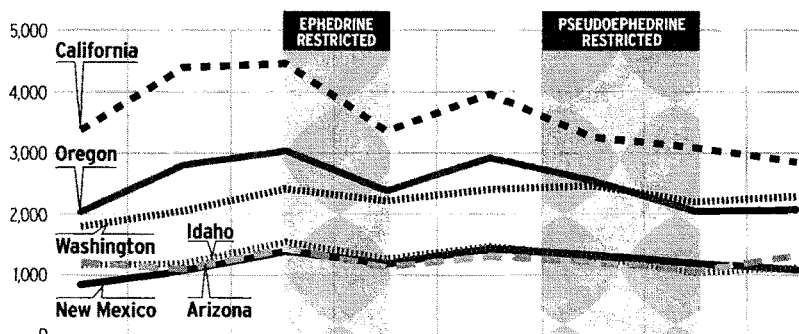 EPHEDRINE
RESTRICTED
PSEUDOEPHEDRINE
RESTRICTED
5,000
California
4,000
3,000
Oregon
2,000
Washington
Idaho
1,000
New Mexico
Arizona
0